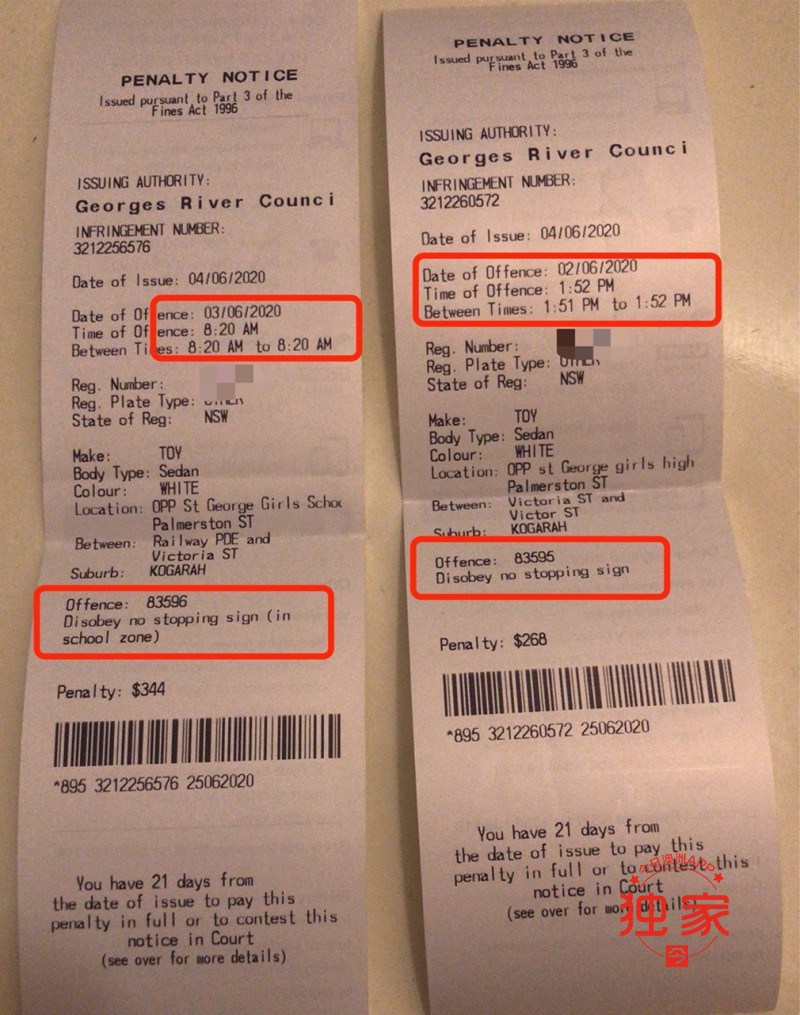 PENALTY NOTICE
Issued pursuant to Part 3 of the
Fines Act 1996
ISSUING AUTHORITY:
Georges River Counci
INFRINGEMENT NUMBER:
3212256576
Date of Issue: 04/06/2020
Date of Offence: 03/06/2020
Time of Offence: 8:20 AM
Between Times: 8:20 AM to 8:20 AM
Reg. Number:
Reg. Plate Type: OTHER
State of Reg: NSW
Make: TOY
Body Type: Sedan
Colour: WHITE
Location: OPP St George Girls Schoo
Palmerston ST
Between: Railway PDE and
Victoria ST
Suburb: KOGARAH
Offence: 83596
Disobey no stopping sign (in
school zone)
Penalty: $344
*895 3212256576 25062020
You have 21 days from
the date of issue to pay this
penalty in full or to contest this
notice in Court
(see over for more details)
PENALTY NOTICE
Issued pursuant to Part 3 of the
Fines Act 1996
ISSUING AUTHORITY:
Georges River Counci
INFRINGEMENT NUMBER:
3212260572
Date of Issue: 04/06/2020
Date of Offence: 02/06/2020
Time of Offence: 1:52 PM
Between Times: 1:51 PM to 1:52 PM
Reg. Number:
Reg. Plate Type: OTHER
State of Reg: NSW
Make: TOY
Body Type: Sedan
Colour: WHITE
Location: OPP st George girls high
Palmerston ST
Between: Victoria ST and
Victor ST
Suburb: KOGARAH
Offence: 83595
Disobey no stopping sign
Penalty: $268
*895 3212260572 25062020
You have 21 days from
the date of issue to pay this
penalty in full or to contest this
notice in Court
(see over for more details)
今日澳洲APP
独家
今